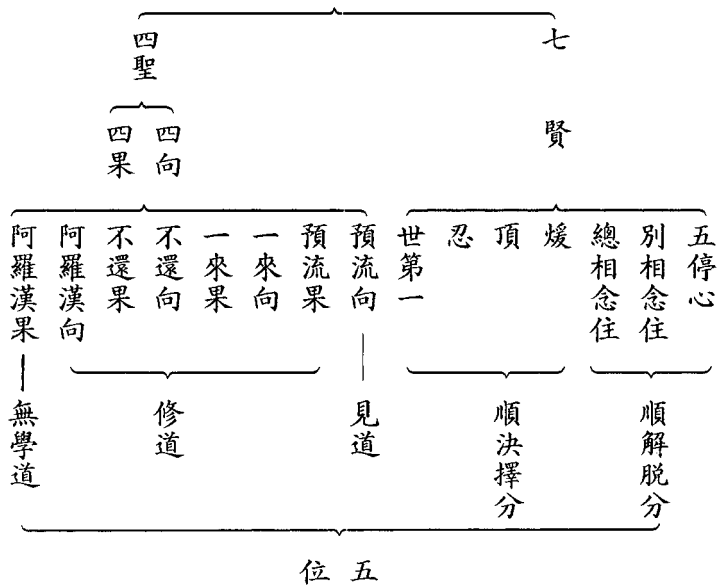 七賢
四聖
四向
四果
五停心
別相念住
總相念住
煖
頂
忍
世第一
預流向
預流果
一來向
一來果
不還向
不還果
阿羅漢向
阿羅漢果
順解脫分
順決擇分
見道
修道
無學道
五位